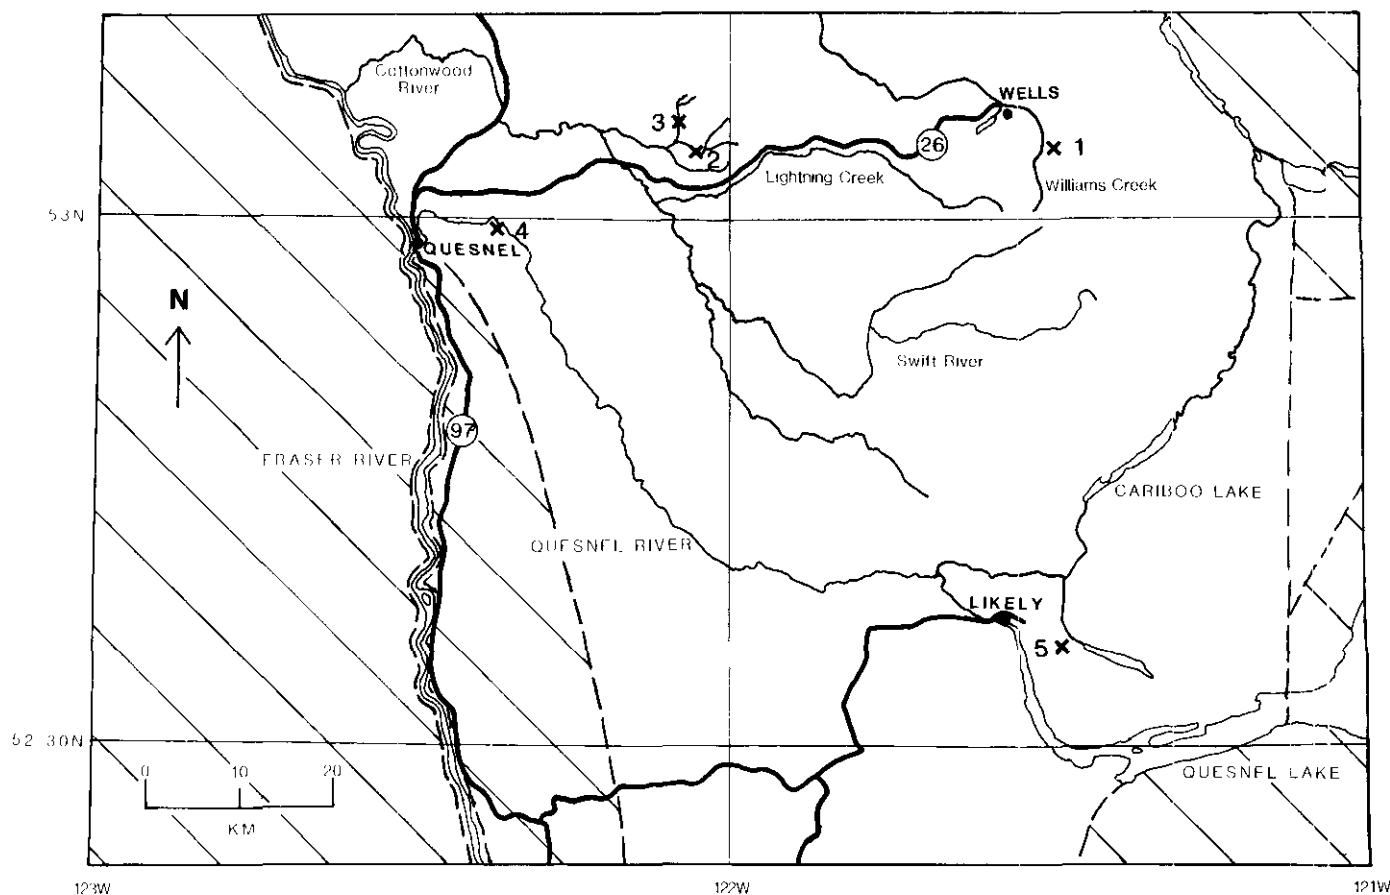 Cottonwood
River
WELLS
3
2
26
1
Lightning Creek
Williams Creek
53N
4
QUESNEL
N
Swift River
97
FRASER RIVER
CARIBOO LAKE
QUESNEL RIVER
LIKELY
5
52 30N
0 10 20
KM
QUESNEL LAKE
123W 122W 121W